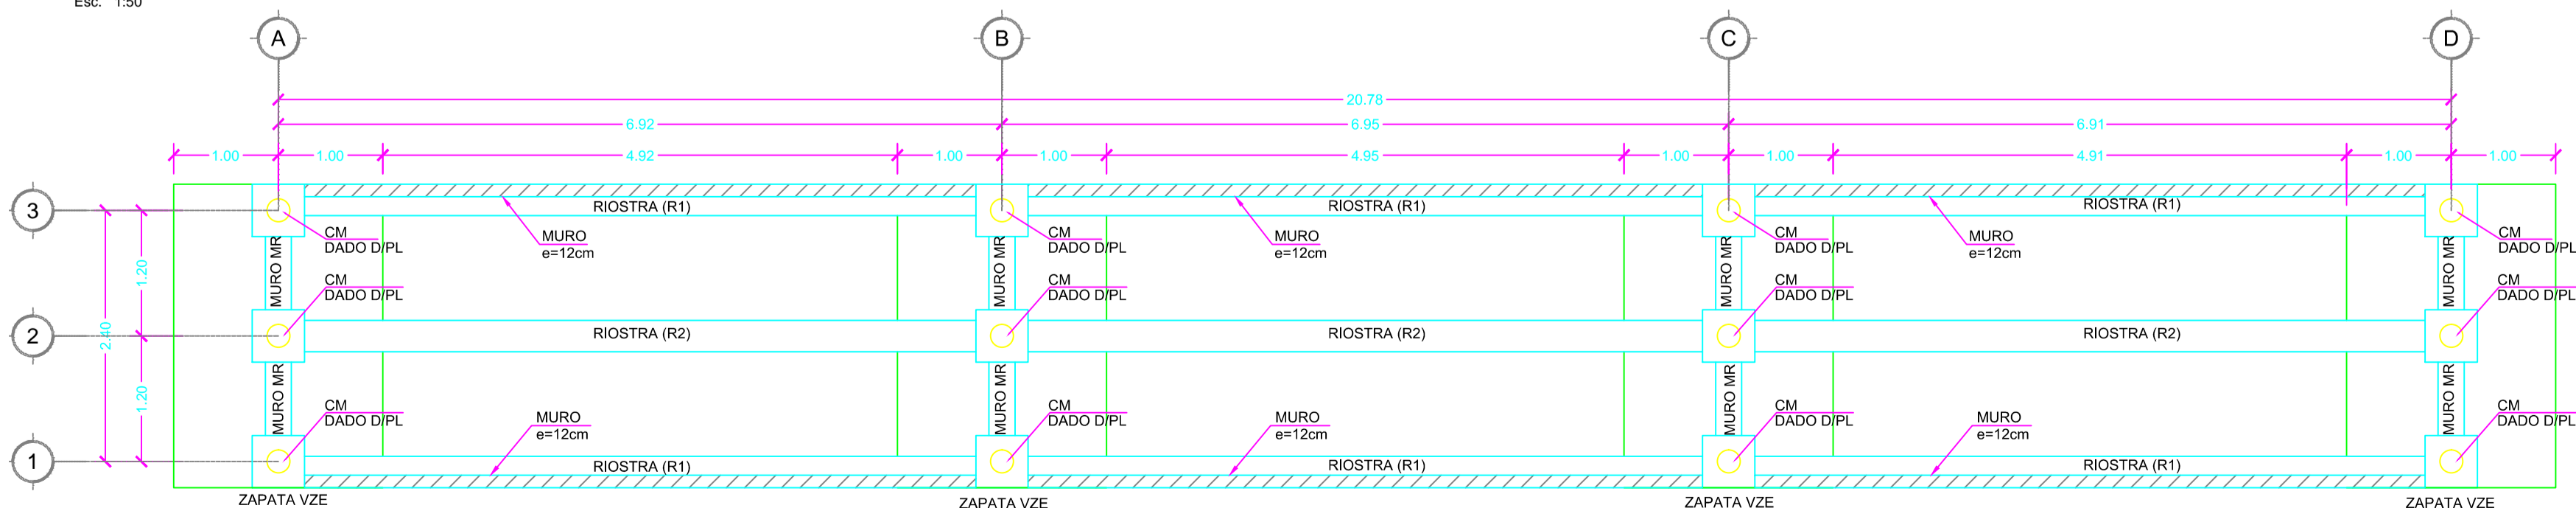 Esc. 1:50
A B C D
20.78
6.92 6.95 6.91
1.00 1.00 4.92 1.00 1.00 4.95 1.00 1.00 4.91 1.00 1.00
3
RIOSTRA (R1) RIOSTRA (R1) RIOSTRA (R1)
CM
DADO D/PL
MURO
e=12cm
CM
DADO D/PL
MURO
e=12cm
CM
DADO D/PL
MURO
e=12cm
CM
DADO D/PL
2.40
1.20
MURO MR MURO MR MURO MR MURO MR
CM
DADO D/PL
CM
DADO D/PL
CM
DADO D/PL
CM
DADO D/PL
2
RIOSTRA (R2) RIOSTRA (R2) RIOSTRA (R2)
1.20
MURO MR MURO MR MURO MR MURO MR
CM
DADO D/PL
MURO
e=12cm
CM
DADO D/PL
MURO
e=12cm
CM
DADO D/PL
MURO
e=12cm
CM
DADO D/PL
1
RIOSTRA (R1) RIOSTRA (R1) RIOSTRA (R1)
ZAPATA VZE ZAPATA VZE ZAPATA VZE ZAPATA VZE